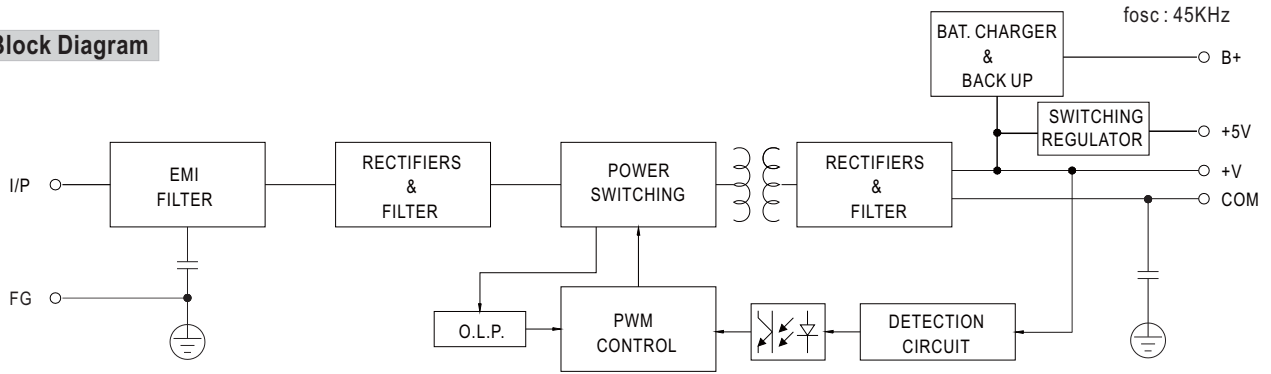 Block Diagram
fosc : 45KHz
BAT. CHARGER
&
BACK UP
B+
SWITCHING
REGULATOR
+5V
I/P
EMI
FILTER
RECTIFIERS
&
FILTER
POWER
SWITCHING
RECTIFIERS
&
FILTER
+V
COM
FG
O.L.P.
PWM
CONTROL
DETECTION
CIRCUIT